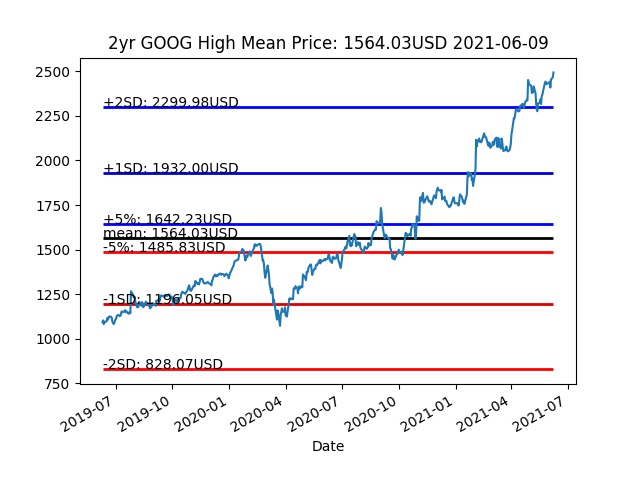 2yr GOOG High Mean Price: 1564.03USD 2021-06-09
2500
+2SD: 2299.98USD
2250
2000
+1SD: 1932.00USD
1750
+5%: 1642.23USD
mean: 1564.03USD
1500
-5%: 1485.83USD
1250
-1SD: 1196.05USD
1000
-2SD: 828.07USD
750
2019-07 2019-10 2020-01 2020-04 2020-07 2020-10 2021-01 2021-04 2021-07
Date